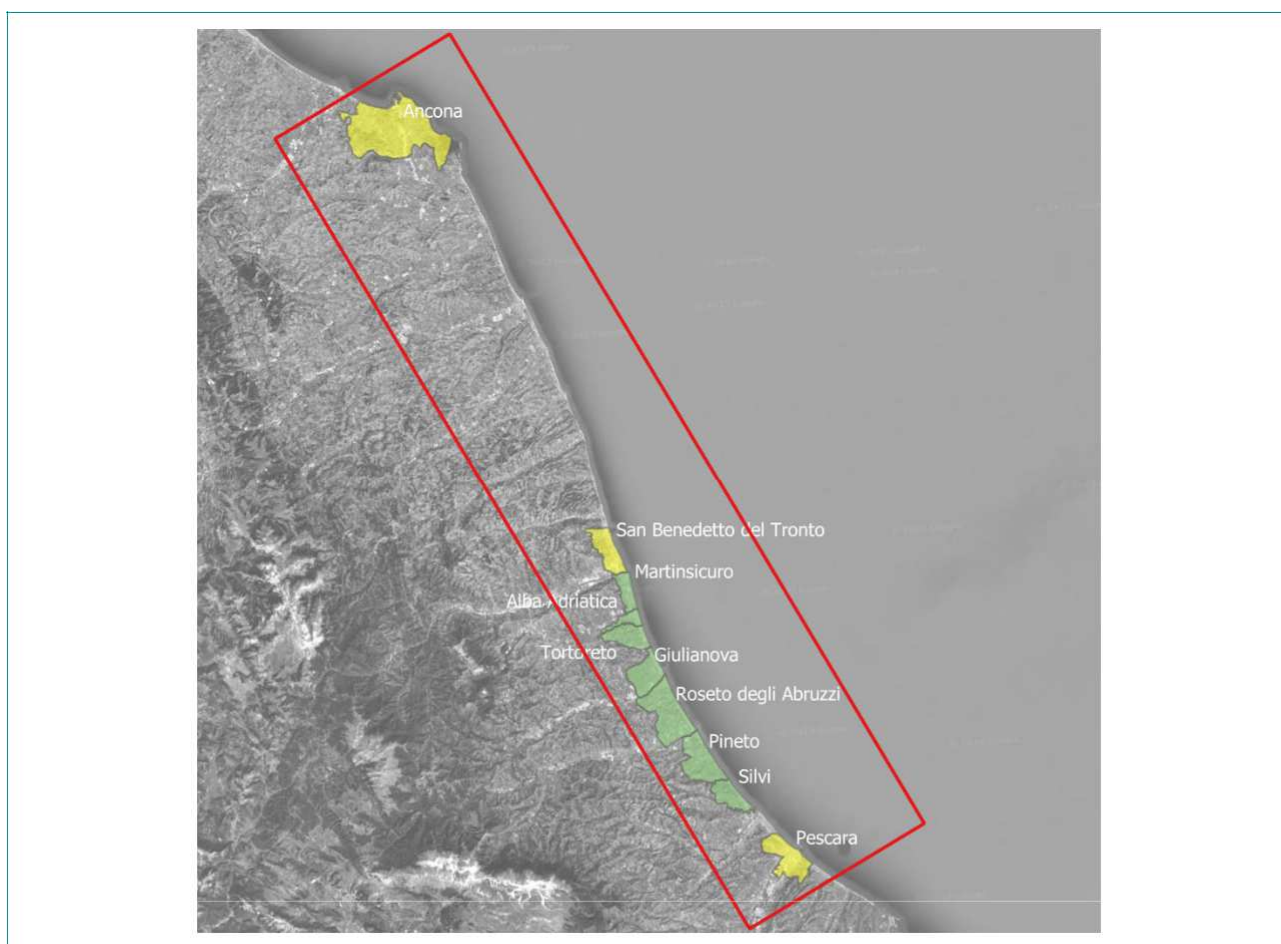 Ancona
San Benedetto del Tronto
Martinsicuro
Alba Adriatica
Tortoreto
Giulianova
Roseto degli Abruzzi
Pineto
Silvi
Pescara